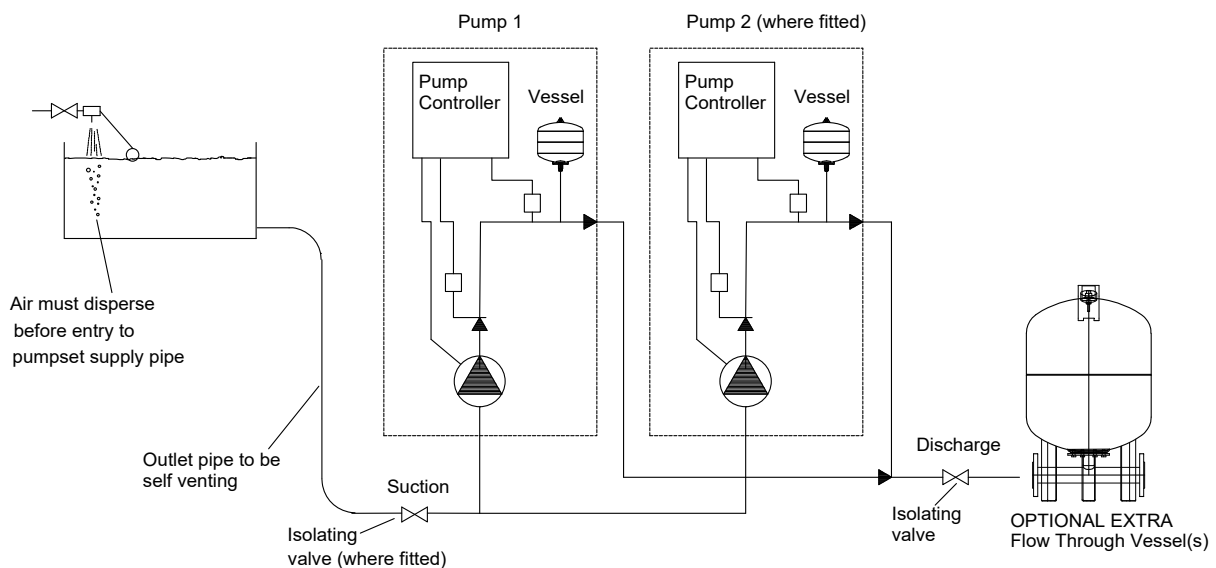 Pump 1
Pump 2 (where fitted)
Pump
Controller
Vessel
Pump
Controller
Vessel
Air must disperse
before entry to
pumpset supply pipe
Outlet pipe to be
self venting
Suction
Isolating
valve (where fitted)
Discharge
Isolating
valve
OPTIONAL EXTRA
Flow Through Vessel(s)